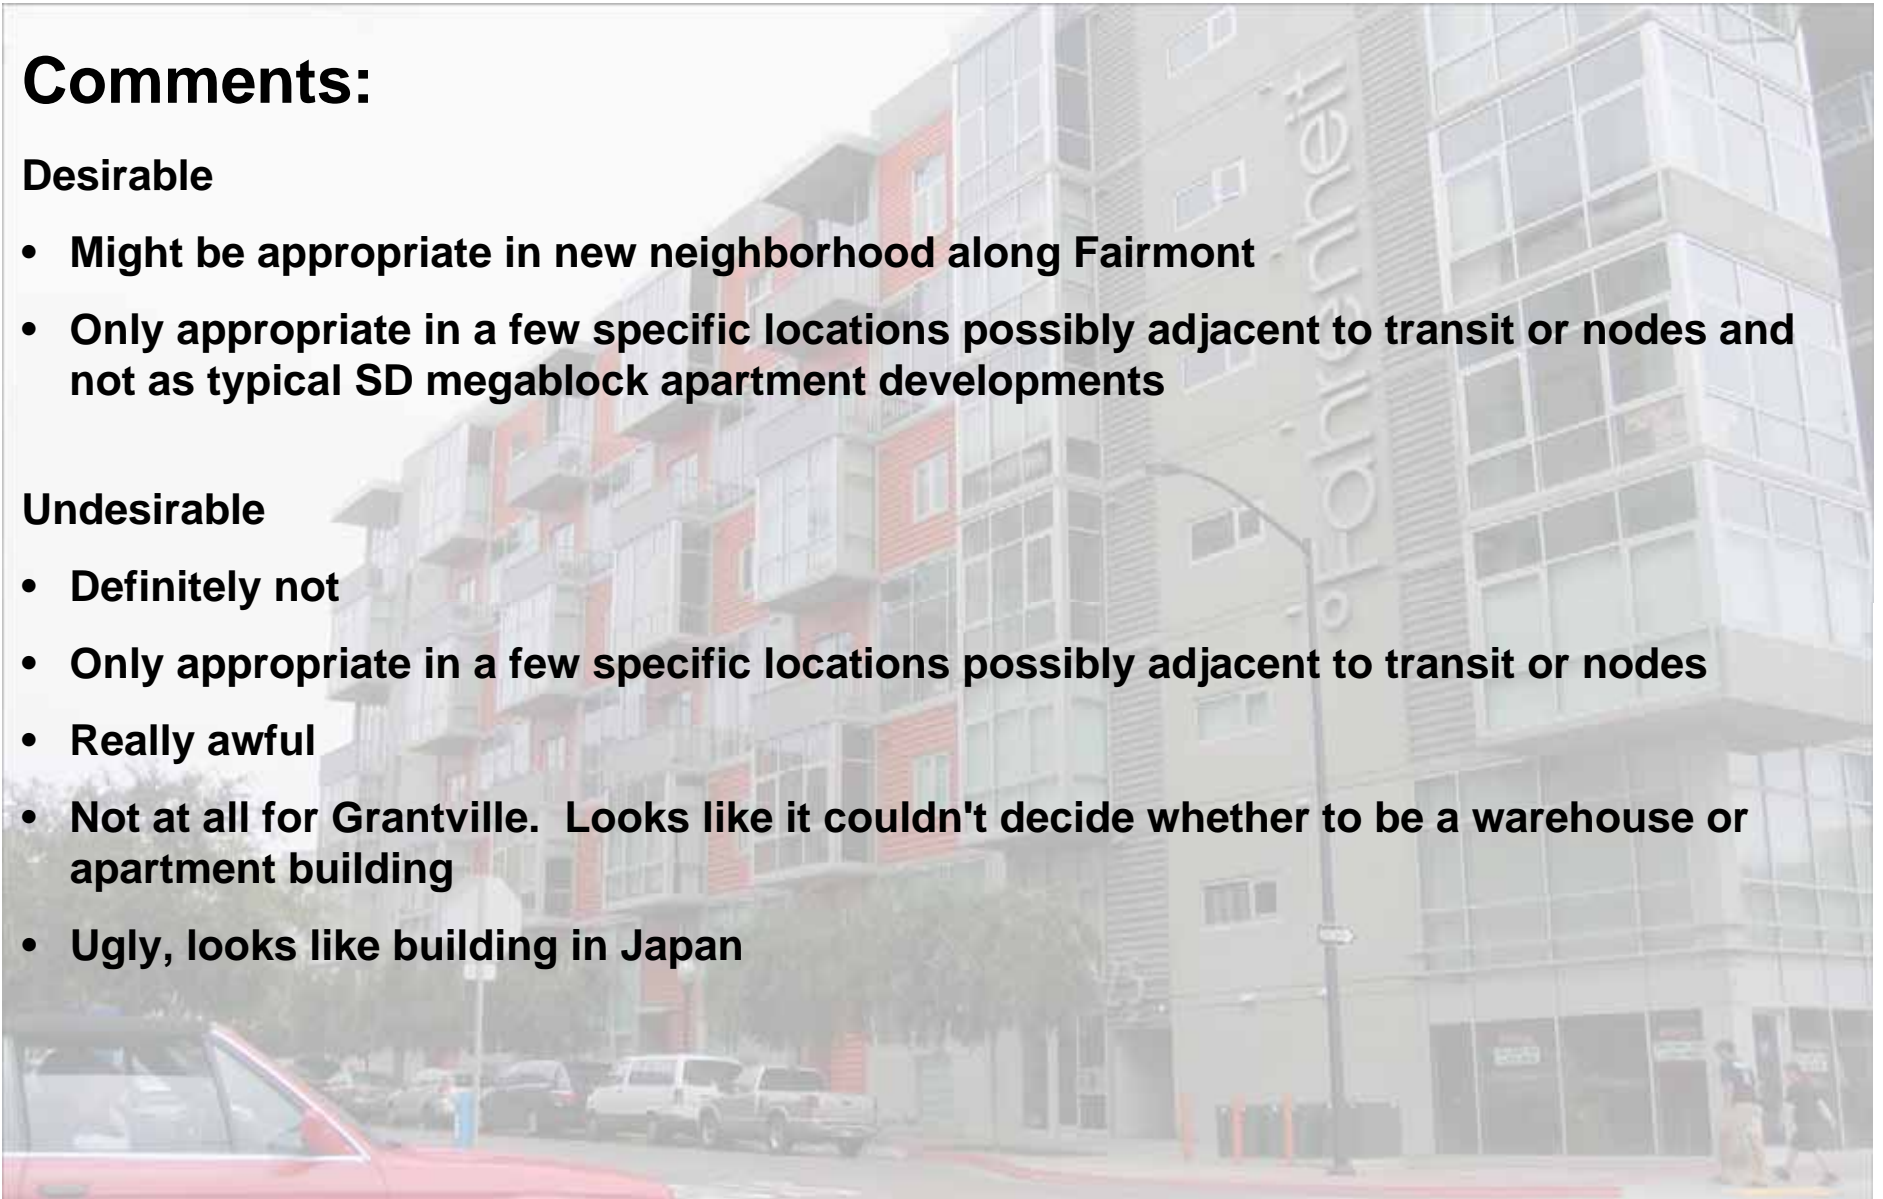 Comments:
Desirable
• Might be appropriate in new neighborhood along Fairmont
• Only appropriate in a few specific locations possibly adjacent to transit or nodes and
not as typical SD megablock apartment developments
Undesirable
• Definitely not
• Only appropriate in a few specific locations possibly adjacent to transit or nodes
• Really awful
• Not at all for Grantville.  Looks like it couldn't decide whether to be a warehouse or
apartment building
• Ugly, looks like building in Japan
°Fahrenheit